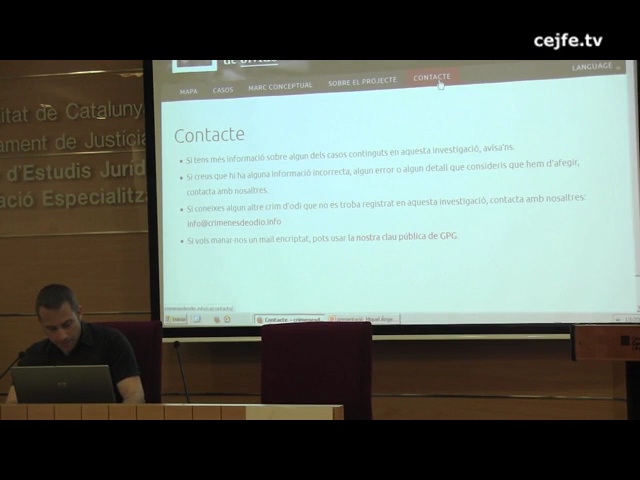 cejfe.tv
itat de Catalunya
ament de Justícia
d'Estudis Juríd
ació Especialitz
LANGUAGE
MAPA CASOS MARC CONCEPTUAL SOBRE EL PROJECTE CONTACTE
Contacte
Si tens més informació sobre algun dels casos continguts en aquesta investigació, avisa'ns.
Si creus que hi ha alguna informació incorrecta, algun error o algun detall que consideris que hem d'afegir,
contacta amb nosaltres.
Si coneixes algun altre crim d'odi que no es troba registrat en aquesta investigació, contacta amb nosaltres:
info@crimenesdeodio.info
Si vols manar-nos un mail encriptat, pots usar la nostra clau pública de GPG.
Contacte